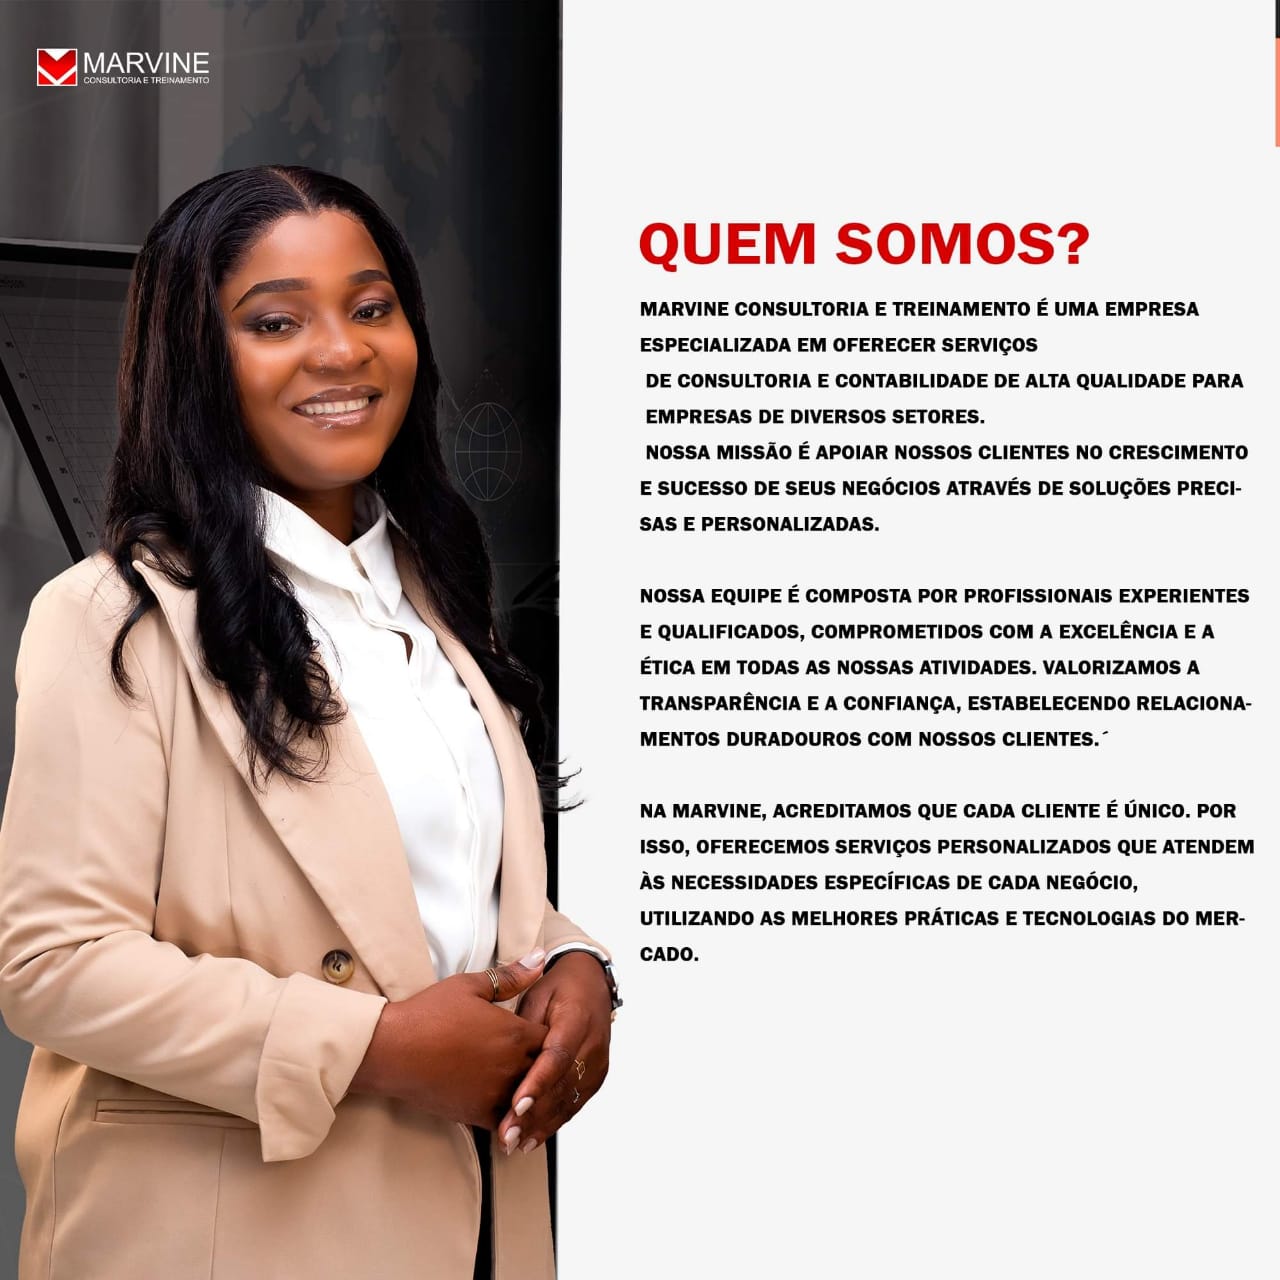 MARVINE
CONSULTORIA E TREINAMENTO
QUEM SOMOS?
MARVINE CONSULTORIA E TREINAMENTO É UMA EMPRESA
ESPECIALIZADA EM OFERECER SERVIÇOS
DE CONSULTORIA E CONTABILIDADE DE ALTA QUALIDADE PARA
EMPRESAS DE DIVERSOS SETORES.
NOSSA MISSÃO É APOIAR NOSSOS CLIENTES NO CRESCIMENTO
E SUCESSO DE SEUS NEGÓCIOS ATRAVÉS DE SOLUÇÕES PRECI-
SAS E PERSONALIZADAS.
NOSSA EQUIPE É COMPOSTA POR PROFISSIONAIS EXPERIENTES
E QUALIFICADOS, COMPROMETIDOS COM A EXCELÊNCIA E A
ÉTICA EM TODAS AS NOSSAS ATIVIDADES. VALORIZAMOS A
TRANSPARÊNCIA E A CONFIANÇA, ESTABELECENDO RELACIONA-
MENTOS DURADOUROS COM NOSSOS CLIENTES.´
NA MARVINE, ACREDITAMOS QUE CADA CLIENTE É ÚNICO. POR
ISSO, OFERECEMOS SERVIÇOS PERSONALIZADOS QUE ATENDEM
ÀS NECESSIDADES ESPECÍFICAS DE CADA NEGÓCIO,
UTILIZANDO AS MELHORES PRÁTICAS E TECNOLOGIAS DO MER-
CADO.